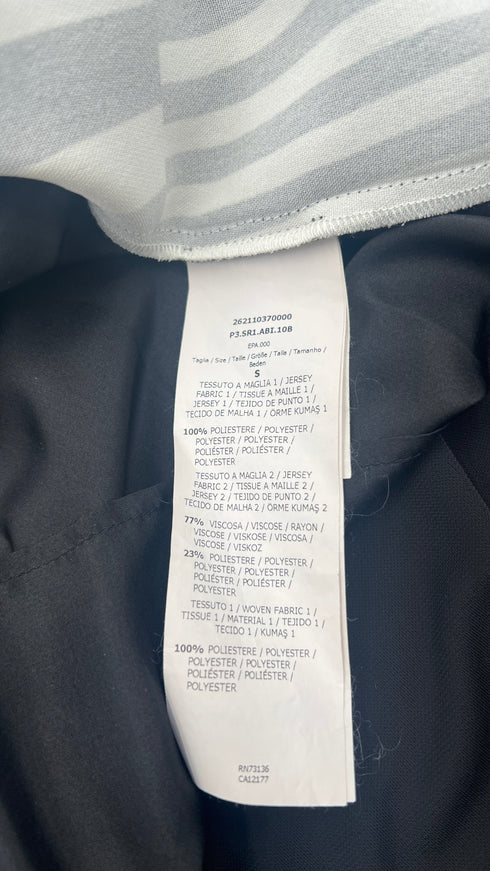 262110370000
P3.SR1.ABI.10B
EPA.000
Taglia / Size / Taille / Größe / Talla / Tamanho /
Beden
S
TESSUTO A MAGLIA 1 / JERSEY
FABRIC 1 / TISSUE A MAILLE 1 /
JERSEY 1 / TEJIDO DE PUNTO 1 /
TECIDO DE MALHA 1 / ÖRME KUMAŞ 1
100% POLIESTERE / POLYESTER /
POLYESTER / POLYESTER /
POLIÉSTER / POLIÉSTER /
POLYESTER
TESSUTO A MAGLIA 2 / JERSEY
FABRIC 2 / TISSUE A MAILLE 2 /
JERSEY 2 / TEJIDO DE PUNTO 2 /
TECIDO DE MALHA 2 / ÖRME KUMAŞ 2
77% VISCOSA / VISCOSE / RAYON /
VISCOSE / VISKOSE / VISCOSA /
VISCOSE / VISKOZ
23% POLIESTERE / POLYESTER /
POLYESTER / POLYESTER /
POLIÉSTER / POLIÉSTER /
POLYESTER
TESSUTO 1 / WOVEN FABRIC 1 /
TISSUE 1 / MATERIAL 1 / TEJIDO 1 /
TECIDO 1 / KUMAŞ 1
100% POLIESTERE / POLYESTER /
POLYESTER / POLYESTER /
POLIÉSTER / POLIÉSTER /
POLYESTER
RN73136
CA12177